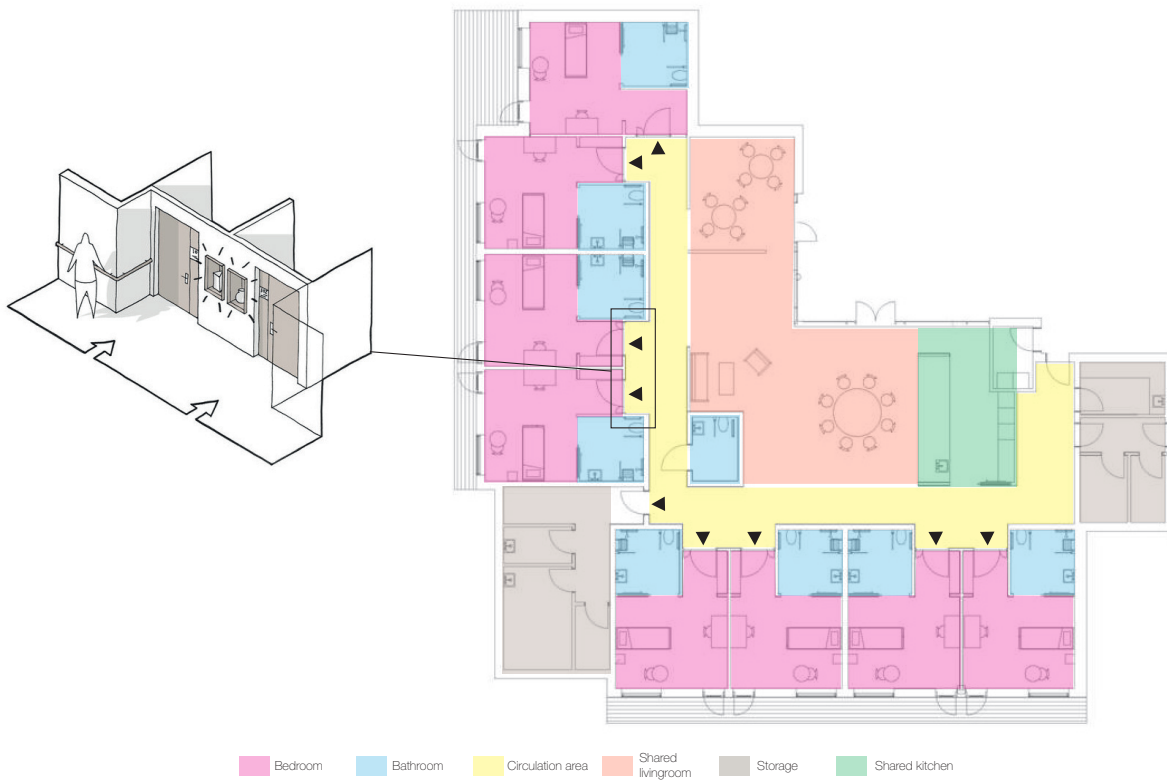 Bedroom
Bathroom
Circulation area
Shared
livingroom
Storage
Shared kitchen